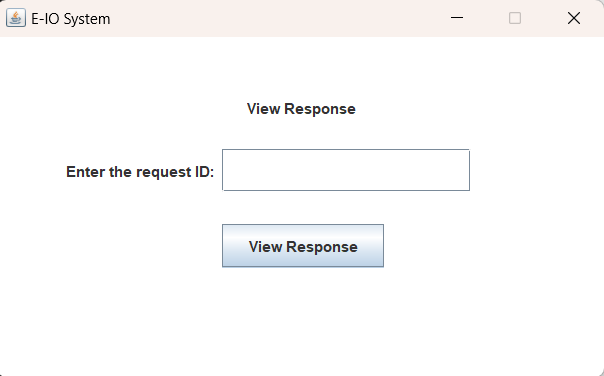 E-IO System
View Response
Enter the request ID:
View Response